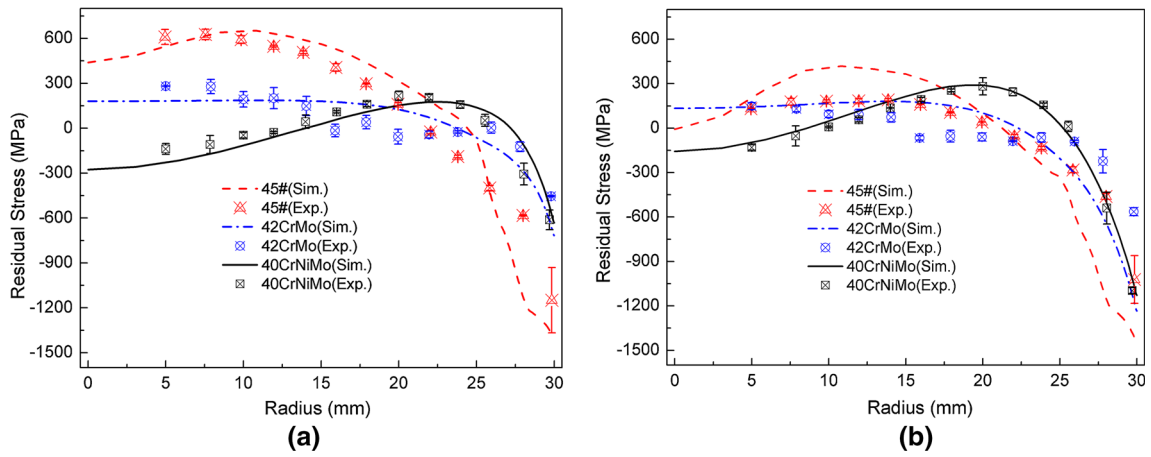 600
300
0
-300
-600
-900
-1200
-1500
Residual Stress (MPa)
45#(Sim.)
45#(Exp.)
42CrMo(Sim.)
42CrMo(Exp.)
40CrNiMo(Sim.)
40CrNiMo(Exp.)
0 5 10 15 20 25 30
Radius (mm)
(a)
600
300
0
-300
-600
-900
-1200
-1500
Residual Stress (MPa)
45#(Sim.)
45#(Exp.)
42CrMo(Sim.)
42CrMo(Exp.)
40CrNiMo(Sim.)
40CrNiMo(Exp.)
0 5 10 15 20 25 30
Radius (mm)
(b)